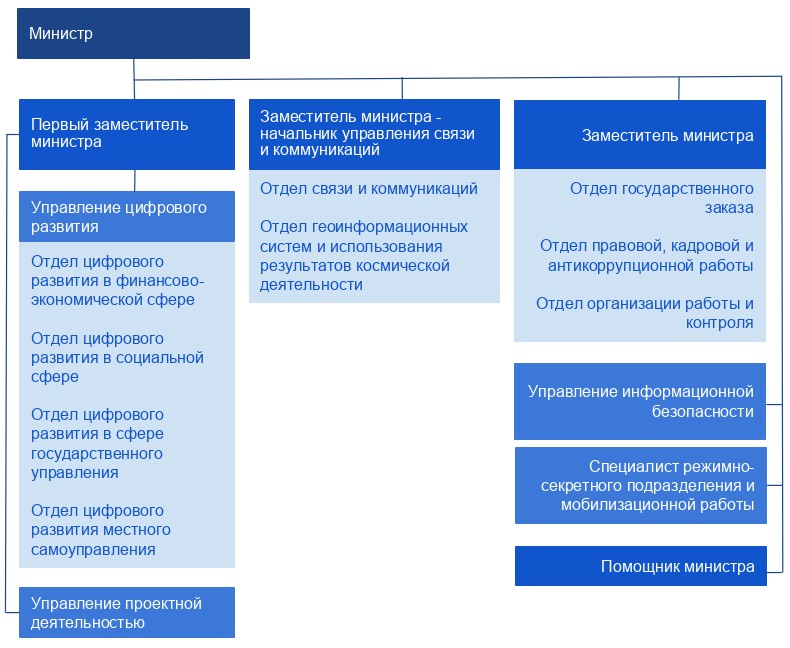 Министр
Первый заместитель
министра
Управление цифрового
развития
Отдел цифрового
развития в финансово-
экономической сфере
Отдел цифрового
развития в социальной
сфере
Отдел цифрового
развития в сфере
государственного
управления
Отдел цифрового
развития местного
самоуправления
Управление проектной
деятельностью
Заместитель министра -
начальник управления связи
и коммуникаций
Отдел связи и коммуникаций
Отдел геоинформационных
систем и использования
результатов космической
деятельности
Заместитель министра
Отдел государственного
заказа
Отдел правовой, кадровой и
антикоррупционной работы
Отдел организации работы и
контроля
Управление информационной
безопасности
Специалист режимно-
секретного подразделения и
мобилизационной работы
Помощник министра